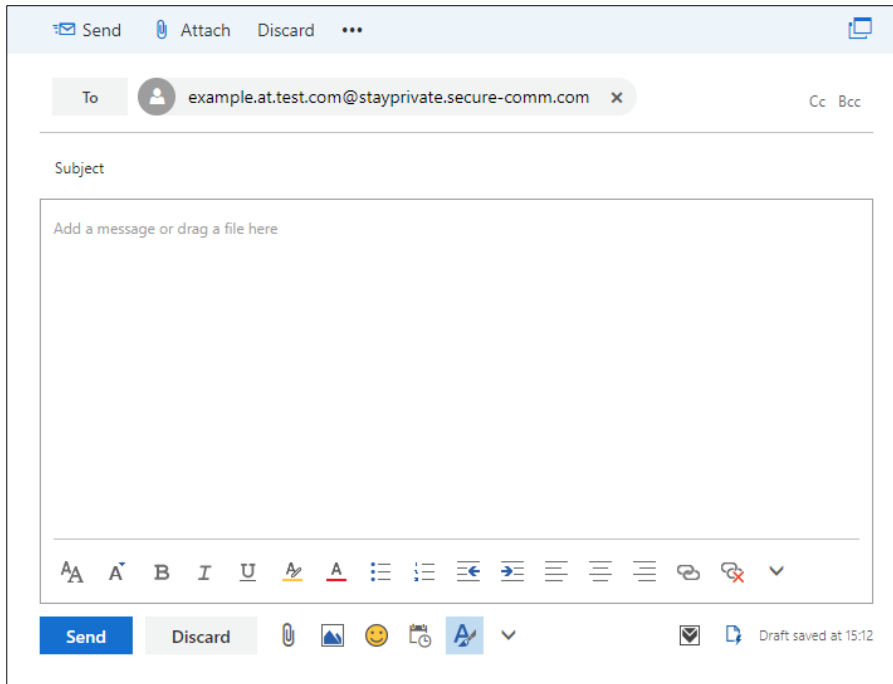 Send Attach Discard •••
To example.at.test.com@stayprivate.secure-comm.com × Cc Bcc
Subject
Add a message or drag a file here
Send Discard Draft saved at 15:12